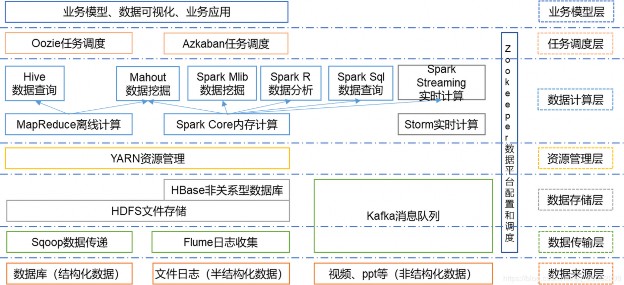 业务模型、数据可视化、业务应用
业务模型层
Oozie任务调度
Azkaban任务调度
任务调度层
Hive
数据查询
Mahout
数据挖掘
Spark Mlib
数据挖掘
Spark R
数据分析
Spark Sql
数据查询
Spark
Streaming
实时计算
数据计算层
MapReduce离线计算
Spark Core内存计算
Storm实时计算
Zookeeper数据平台配置和调度
YARN资源管理
资源管理层
HBase非关系型数据库
HDFS文件存储
数据存储层
Kafka消息队列
Sqoop数据传递
Flume日志收集
数据传输层
数据库（结构化数据）
文件日志（半结构化数据）
视频、ppt等（非结构化数据）
数据来源层